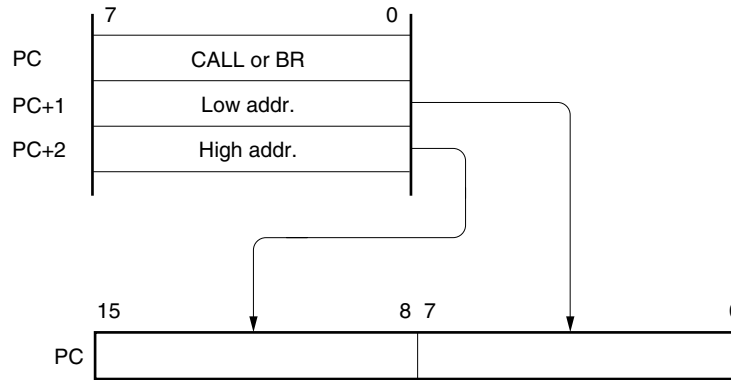 7 0
PC CALL or BR
PC+1 Low addr.
PC+2 High addr.
15 8 7
PC